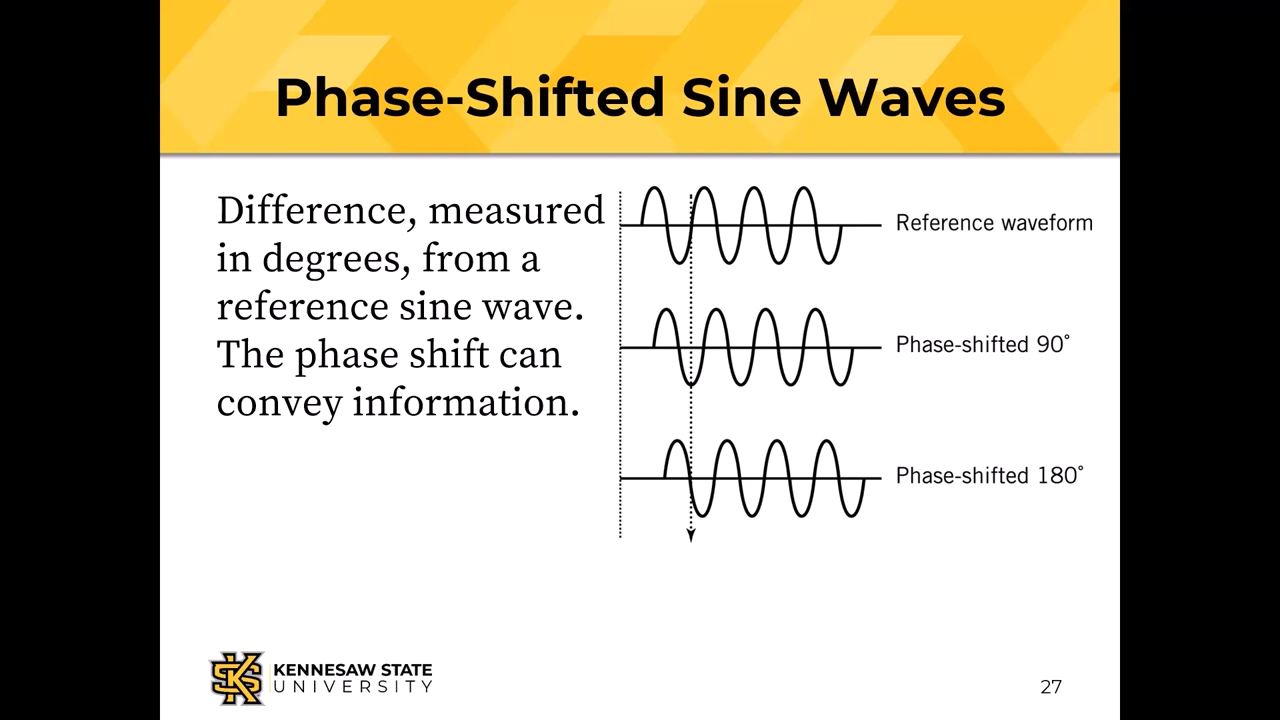 Phase-Shifted Sine Waves
Difference, measured
in degrees, from a
reference sine wave.
The phase shift can
convey information.
Reference waveform
Phase-shifted 90˚
Phase-shifted 180˚
KS
KENNESAW STATE
UNIVERSITY
27